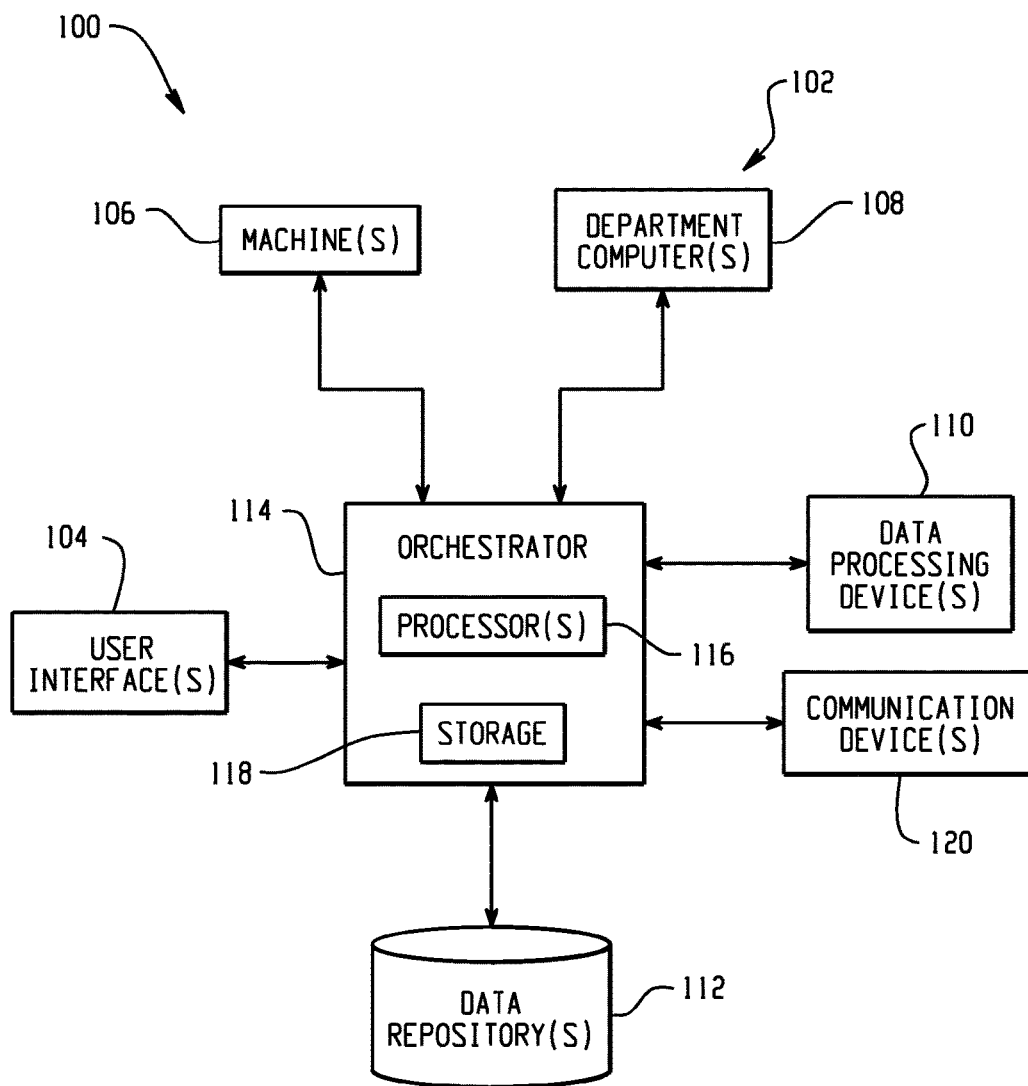 100
102
106
MACHINE(S)
DEPARTMENT
COMPUTER(S)
108
110
114
ORCHESTRATOR
DATA
PROCESSING
DEVICE(S)
104
PROCESSOR(S)
116
USER
INTERFACE(S)
COMMUNICATION
DEVICE(S)
STORAGE
118
120
DATA
REPOSITORY(S)
112